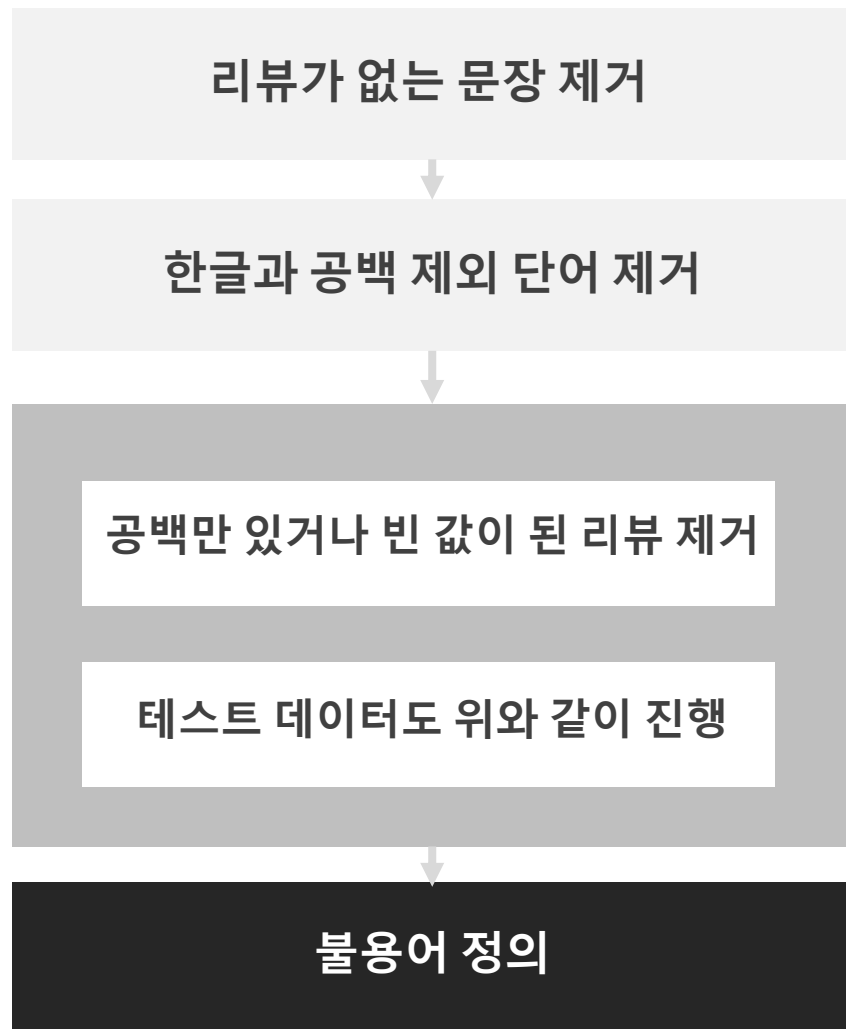 리뷰가 없는 문장 제거
한글과 공백 제외 단어 제거
공백만 있거나 빈 값이 된 리뷰 제거
테스트 데이터도 위와 같이 진행
불용어 정의